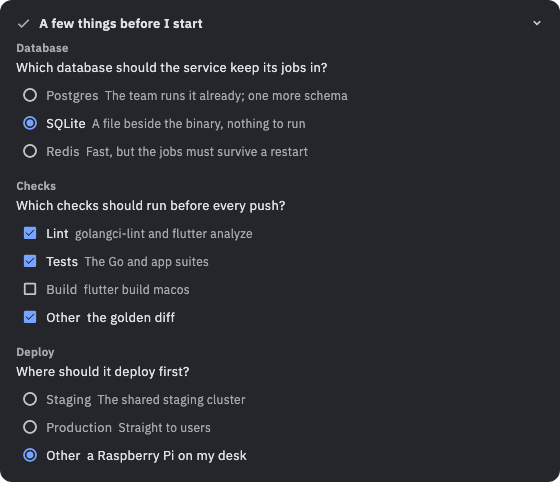 A few things before I start
Database
Which database should the service keep its jobs in?
Postgres The team runs it already; one more schema
SQLite A file beside the binary, nothing to run
Redis Fast, but the jobs must survive a restart
Checks
Which checks should run before every push?
Lint golangci-lint and flutter analyze
Tests The Go and app suites
Build flutter build macos
Other the golden diff
Deploy
Where should it deploy first?
Staging The shared staging cluster
Production Straight to users
Other a Raspberry Pi on my desk